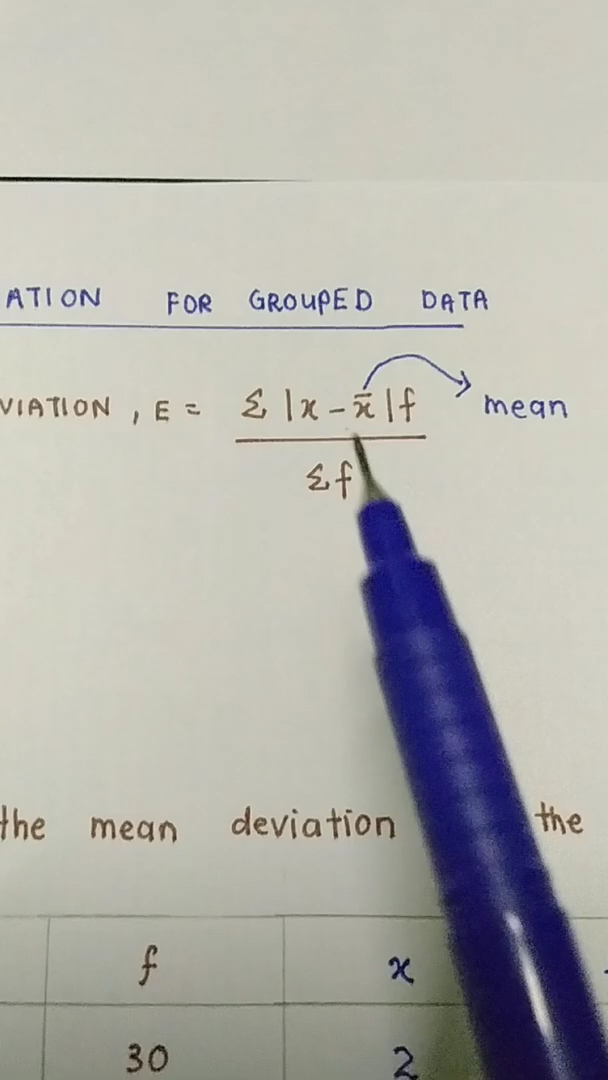 ATION FOR GROUPED DATA
VIATION, E = Σ |x - x̄| f mean
Σf
the mean deviation the
f x
30 2